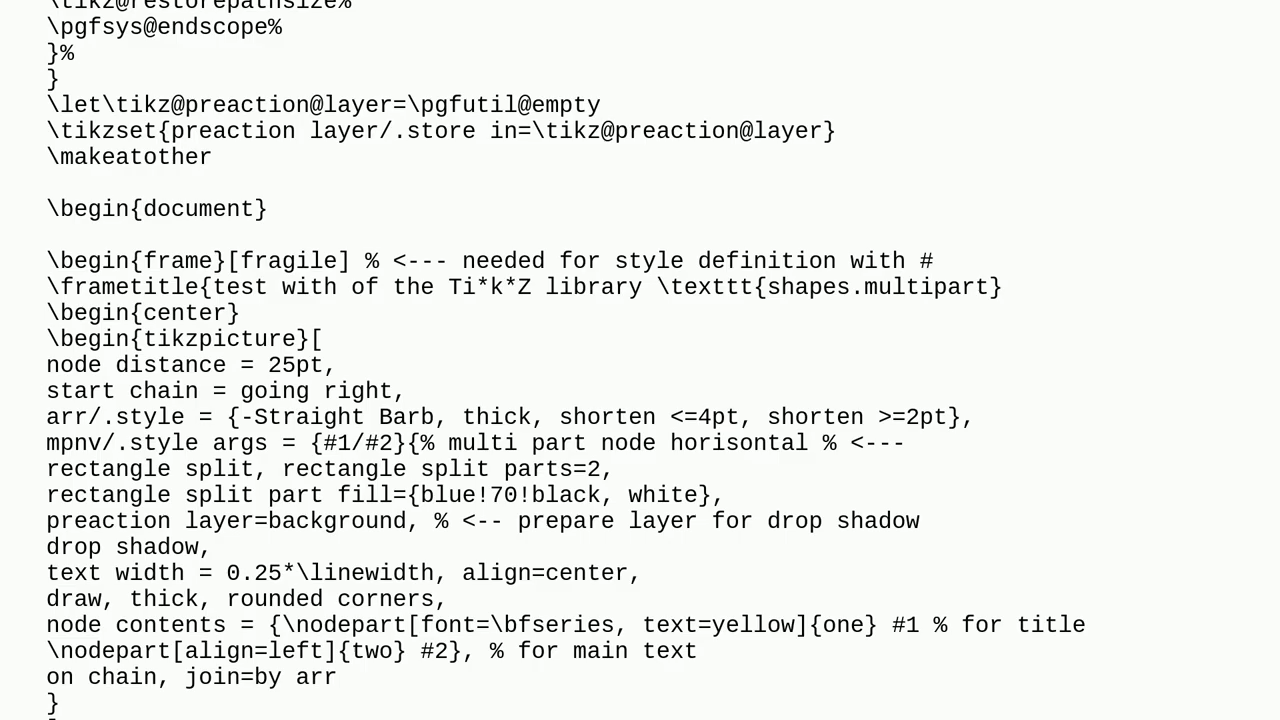 \tikz@restorepathsize%
\pgfsys@endscope%
}%
}
\let\tikz@preaction@layer=\pgfutil@empty
\tikzset{preaction layer/.store in=\tikz@preaction@layer}
\makeatother
\begin{document}
\begin{frame}[fragile] % <--- needed for style definition with #
\frametitle{test with of the Ti*k*Z library \texttt{shapes.multipart}
\begin{center}
\begin{tikzpicture}[
node distance = 25pt,
start chain = going right,
arr/.style = {-Straight Barb, thick, shorten <=4pt, shorten >=2pt},
mpnv/.style args = {#1/#2}{% multi part node horisontal % <---
rectangle split, rectangle split parts=2,
rectangle split part fill={blue!70!black, white},
preaction layer=background, % <-- prepare layer for drop shadow
drop shadow,
text width = 0.25*\linewidth, align=center,
draw, thick, rounded corners,
node contents = {\nodepart[font=\bfseries, text=yellow]{one} #1 % for title
\nodepart[align=left]{two} #2}, % for main text
on chain, join=by arr
}